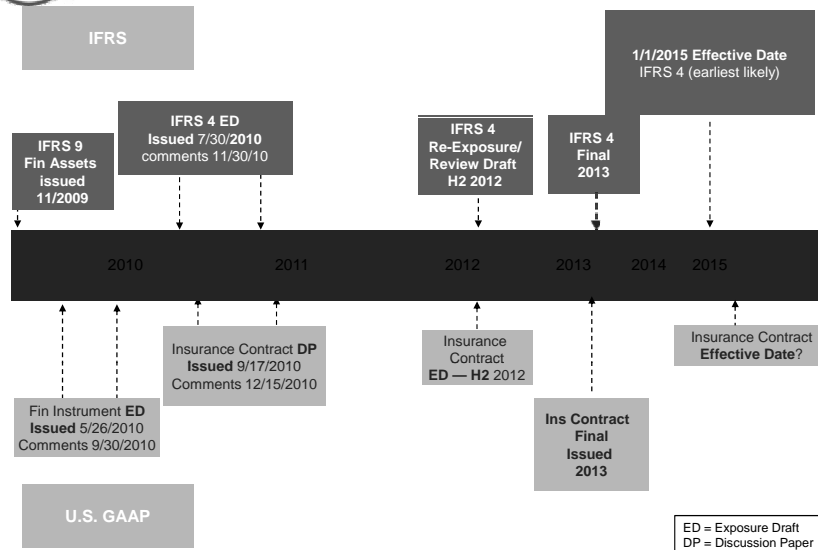 IFRS
1/1/2015 Effective Date
IFRS 4 (earliest likely)
IFRS 9
Fin Assets
issued
11/2009
IFRS 4 ED
Issued 7/30/2010
comments 11/30/10
IFRS 4
Re-Exposure/
Review Draft
H2 2012
IFRS 4
Final
2013
2010
2011
2012
2013
2014
2015
Fin Instrument ED
Issued 5/26/2010
Comments 9/30/2010
Insurance Contract DP
Issued 9/17/2010
Comments 12/15/2010
Insurance
Contract
ED — H2 2012
Ins Contract
Final
Issued
2013
Insurance Contract
Effective Date?
U.S. GAAP
ED = Exposure Draft
DP = Discussion Paper